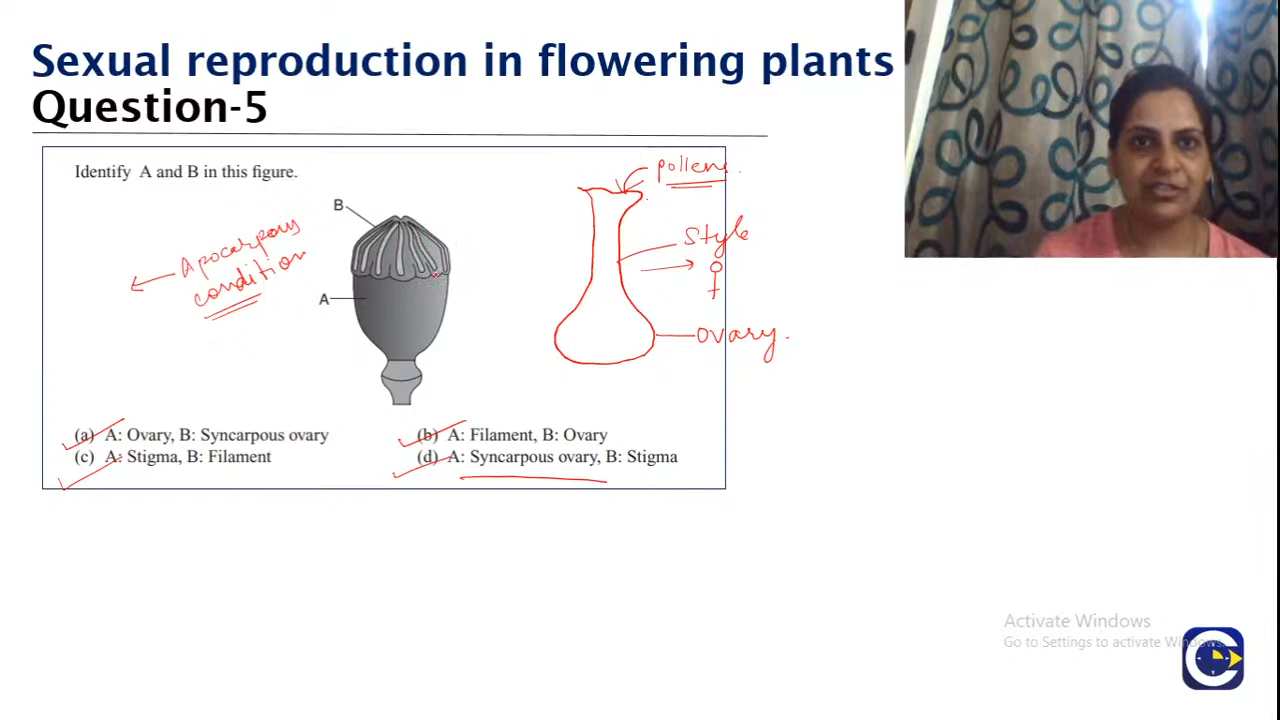 Sexual reproduction in flowering plants
Question-5
Identify A and B in this figure.
pollens.
B
Style
Apocarpous
condition
A
ovary.
(a) A: Ovary, B: Syncarpous ovary
(b) A: Filament, B: Ovary
(c) A: Stigma, B: Filament
(d) A: Syncarpous ovary, B: Stigma
Activate Windows
Go to Settings to activate Windows.